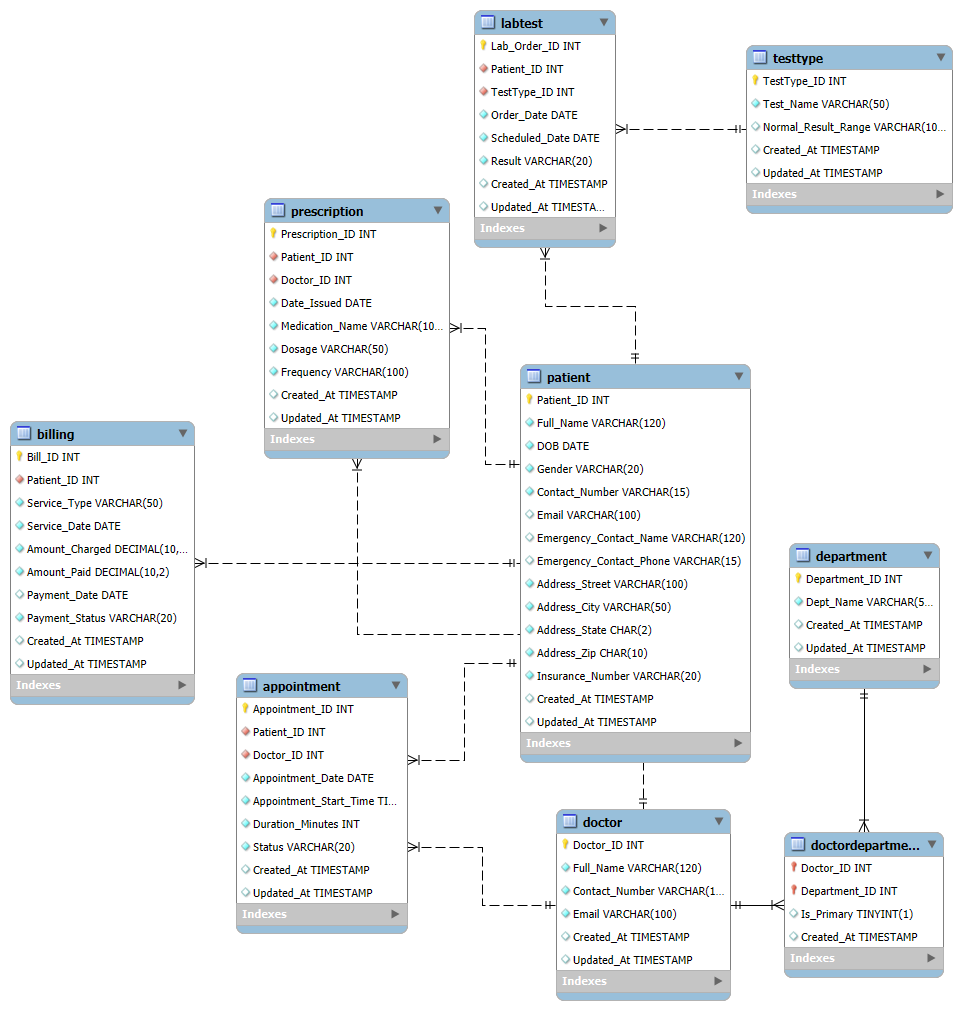 labtest
Lab_Order_ID INT
Patient_ID INT
TestType_ID INT
Order_Date DATE
Scheduled_Date DATE
Result VARCHAR(20)
Created_At TIMESTAMP
Updated_At TIMESTA...
Indexes
testtype
TestType_ID INT
Test_Name VARCHAR(50)
Normal_Result_Range VARCHAR(10...
Created_At TIMESTAMP
Updated_At TIMESTAMP
Indexes
prescription
Prescription_ID INT
Patient_ID INT
Doctor_ID INT
Date_Issued DATE
Medication_Name VARCHAR(10...
Dosage VARCHAR(50)
Frequency VARCHAR(100)
Created_At TIMESTAMP
Updated_At TIMESTAMP
Indexes
patient
Patient_ID INT
Full_Name VARCHAR(120)
DOB DATE
Gender VARCHAR(20)
Contact_Number VARCHAR(15)
Email VARCHAR(100)
Emergency_Contact_Name VARCHAR(120)
Emergency_Contact_Phone VARCHAR(15)
Address_Street VARCHAR(100)
Address_City VARCHAR(50)
Address_State CHAR(2)
Address_Zip CHAR(10)
Insurance_Number VARCHAR(20)
Created_At TIMESTAMP
Updated_At TIMESTAMP
Indexes
billing
Bill_ID INT
Patient_ID INT
Service_Type VARCHAR(50)
Service_Date DATE
Amount_Charged DECIMAL(10,...
Amount_Paid DECIMAL(10,2)
Payment_Date DATE
Payment_Status VARCHAR(20)
Created_At TIMESTAMP
Updated_At TIMESTAMP
Indexes
department
Department_ID INT
Dept_Name VARCHAR(5...
Created_At TIMESTAMP
Updated_At TIMESTAMP
Indexes
appointment
Appointment_ID INT
Patient_ID INT
Doctor_ID INT
Appointment_Date DATE
Appointment_Start_Time TI...
Duration_Minutes INT
Status VARCHAR(20)
Created_At TIMESTAMP
Updated_At TIMESTAMP
Indexes
doctor
Doctor_ID INT
Full_Name VARCHAR(120)
Contact_Number VARCHAR(1...
Email VARCHAR(100)
Created_At TIMESTAMP
Updated_At TIMESTAMP
Indexes
doctordepartme...
Doctor_ID INT
Department_ID INT
Is_Primary TINYINT(1)
Created_At TIMESTAMP
Indexes